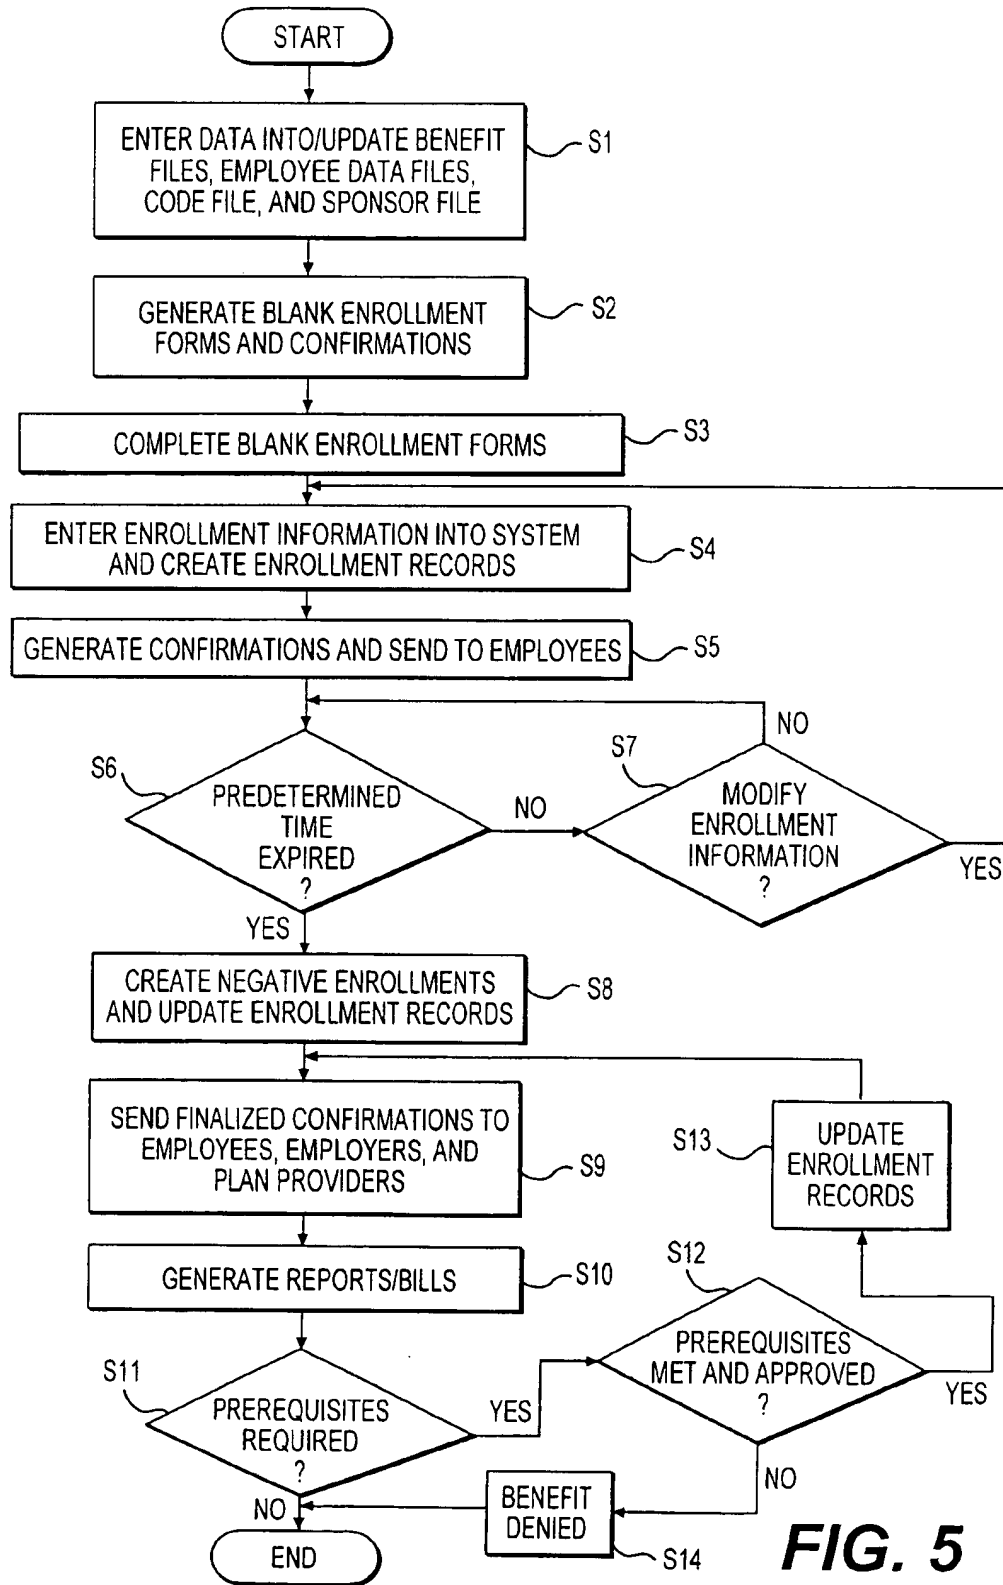 START
ENTER DATA INTO/UPDATE BENEFIT
FILES, EMPLOYEE DATA FILES,
CODE FILE, AND SPONSOR FILE
S1
GENERATE BLANK ENROLLMENT
FORMS AND CONFIRMATIONS
S2
COMPLETE BLANK ENROLLMENT FORMS
S3
ENTER ENROLLMENT INFORMATION INTO SYSTEM
AND CREATE ENROLLMENT RECORDS
S4
GENERATE CONFIRMATIONS AND SEND TO EMPLOYEES
S5
S6
PREDETERMINED
TIME
EXPIRED
?
NO
YES
S7
MODIFY
ENROLLMENT
INFORMATION
?
NO
YES
CREATE NEGATIVE ENROLLMENTS
AND UPDATE ENROLLMENT RECORDS
S8
SEND FINALIZED CONFIRMATIONS TO
EMPLOYEES, EMPLOYERS, AND
PLAN PROVIDERS
S9
S13
UPDATE
ENROLLMENT
RECORDS
GENERATE REPORTS/BILLS
S10
S11
PREREQUISITES
REQUIRED
?
YES
NO
S12
PREREQUISITES
MET AND APPROVED
?
YES
NO
BENEFIT
DENIED
S14
END
FIG. 5